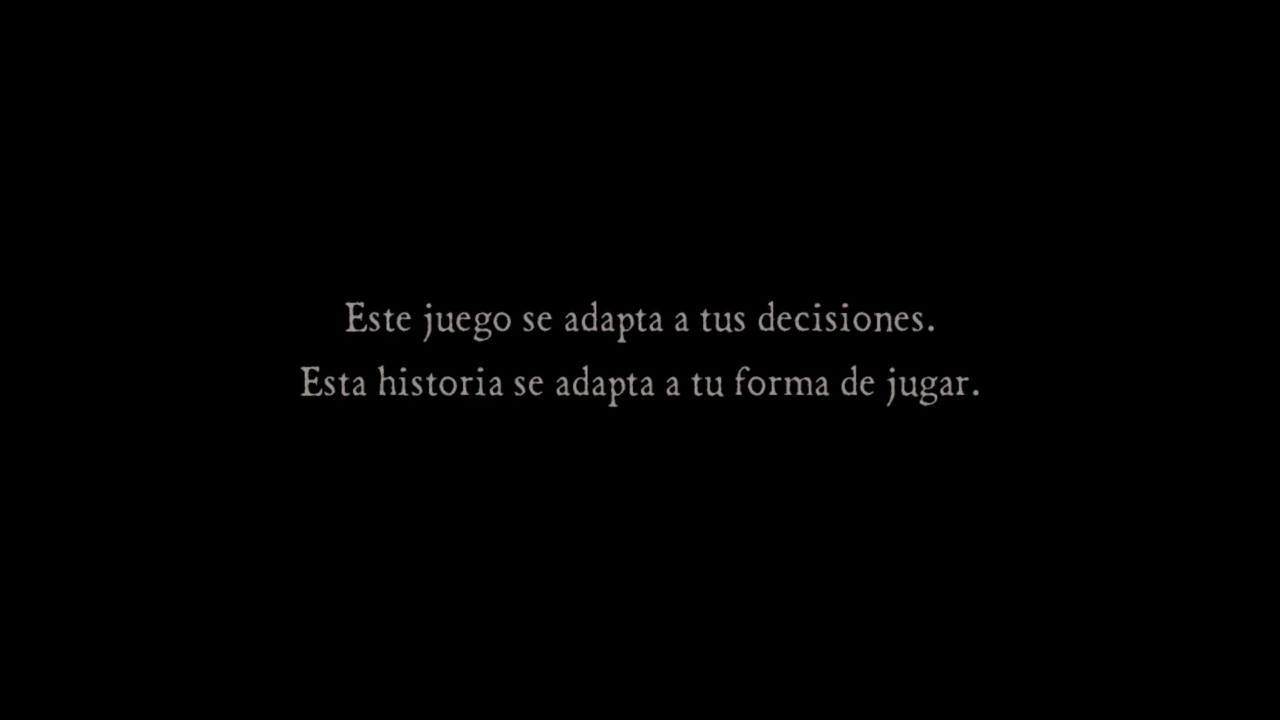 Este juego se adapta a tus decisiones.
Esta historia se adapta a tu forma de jugar.